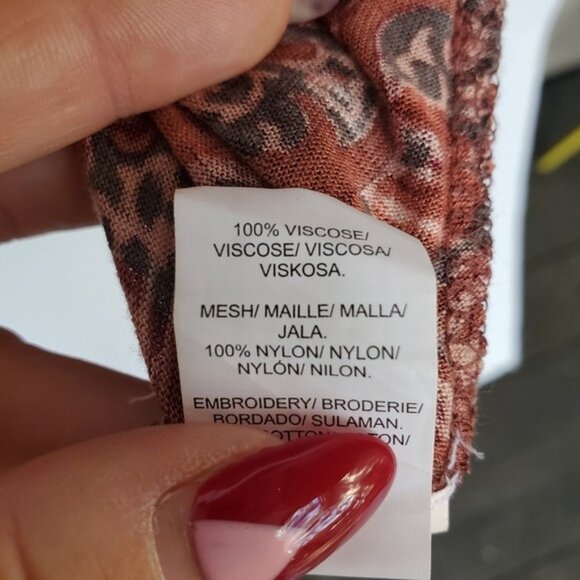 100% VISCOSE/
VISCOSE/ VISCOSA/
VISKOSA.
MESH/ MAILLE/ MALLA/
JALA.
100% NYLON/ NYLON/
NYLÓN/ NILON.
EMBROIDERY/ BRODERIE/
BORDADO/ SULAMAN.